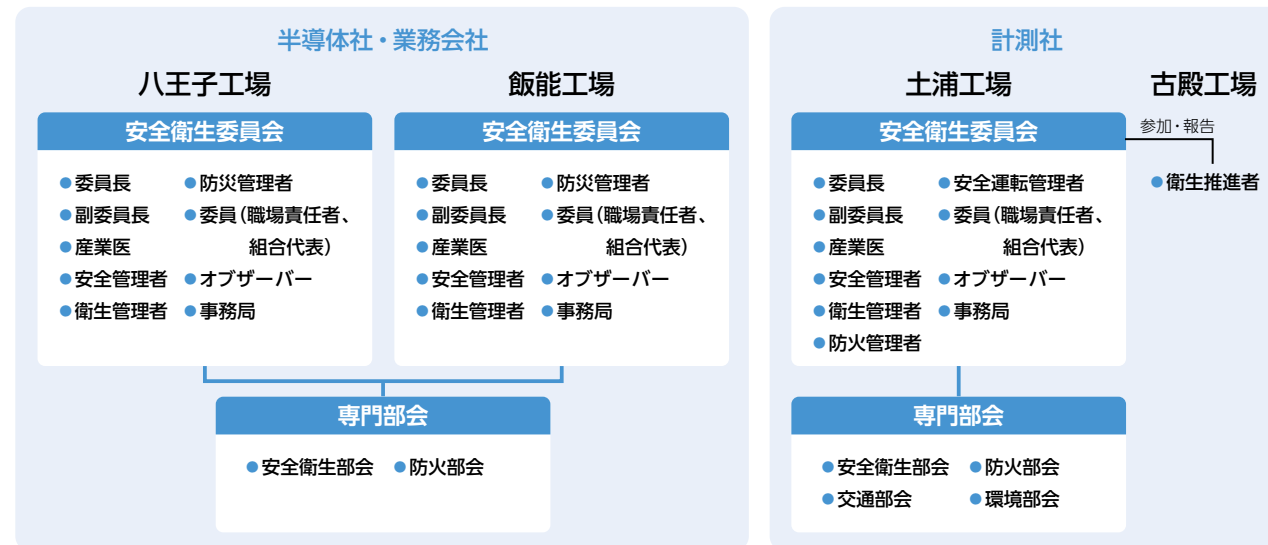 半導体社・業務会社
八王子工場
安全衛生委員会
●委員長
●副委員長
●産業医
●安全管理者
●衛生管理者
●防災管理者
●委員（職場責任者、
組合代表）
●オブザーバー
●事務局
飯能工場
安全衛生委員会
●委員長
●副委員長
●産業医
●安全管理者
●衛生管理者
●防災管理者
●委員（職場責任者、
組合代表）
●オブザーバー
●事務局
専門部会
●安全衛生部会
●防火部会
計測社
土浦工場
安全衛生委員会
●委員長
●副委員長
●産業医
●安全管理者
●衛生管理者
●防火管理者
●安全運転管理者
●委員（職場責任者、
組合代表）
●オブザーバー
●事務局
古殿工場
参加・報告
●衛生推進者
専門部会
●安全衛生部会
●防火部会
●交通部会
●環境部会